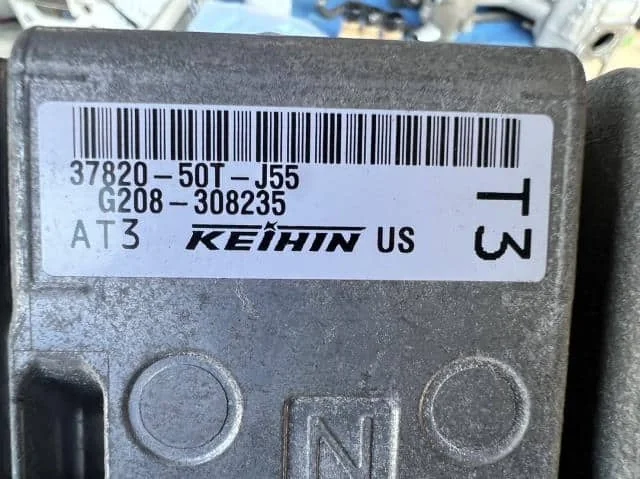 37820-50T-J55
G208-308235
AT3 KEIHIN US
T3
N